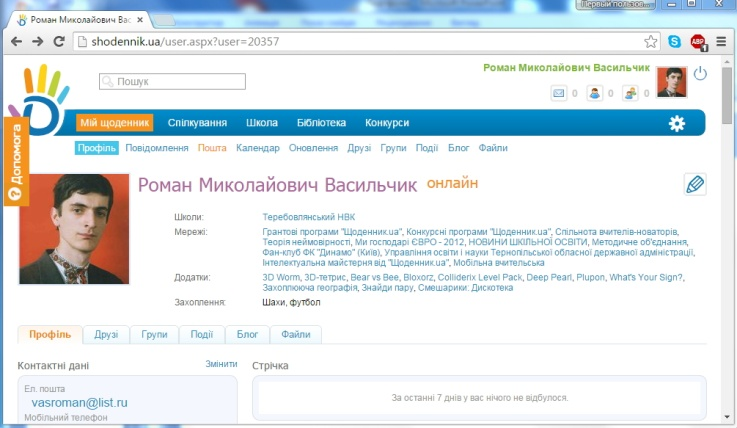 Первый пользов...
Роман Миколайович Вас
shodennik.ua/user.aspx?user=20357
ABP
1
Роман Миколайович Васильчик
Пошук
0 0 0
Мій щоденник Спілкування Школа Бібліотека Конкурси
Допомога
Профіль Повідомлення Пошта Календар Оновлення Друзі Групи Події Блог Файли
Роман Миколайович Васильчик онлайн
Школи: Теребовлянський НВК
Мережі: Грантові програми "Щоденник.ua", Конкурсні програми "Щоденник.ua", Спільнота вчителів-новаторів,
Теорія неймовірності, Ми господарі ЄВРО - 2012, НОВИНИ ШКІЛЬНОЇ ОСВІТИ, Методичне об'єднання,
Фан-клуб ФК "Динамо" (Київ), Управління освіти і науки Тернопільської обласної державної адміністрації,
Інтелектуальна майстерня від "Щоденник.ua", Мобільна вчительська
Додатки: 3D Worm, 3D-тетрис, Bear vs Bee, Bloxorz, Colliderix Level Pack, Deep Pearl, Plupon, What's Your Sign?,
Захоплююча географія, Знайди пару, Смешарики: Дискотека
Захоплення: Шахи, футбол
Профіль Друзі Групи Події Блог Файли
Контактні дані Змінити Стрічка
Ел. пошта
vasroman@list.ru
За останні 7 днів у вас нічого не відбулося.
Мобільний телефон